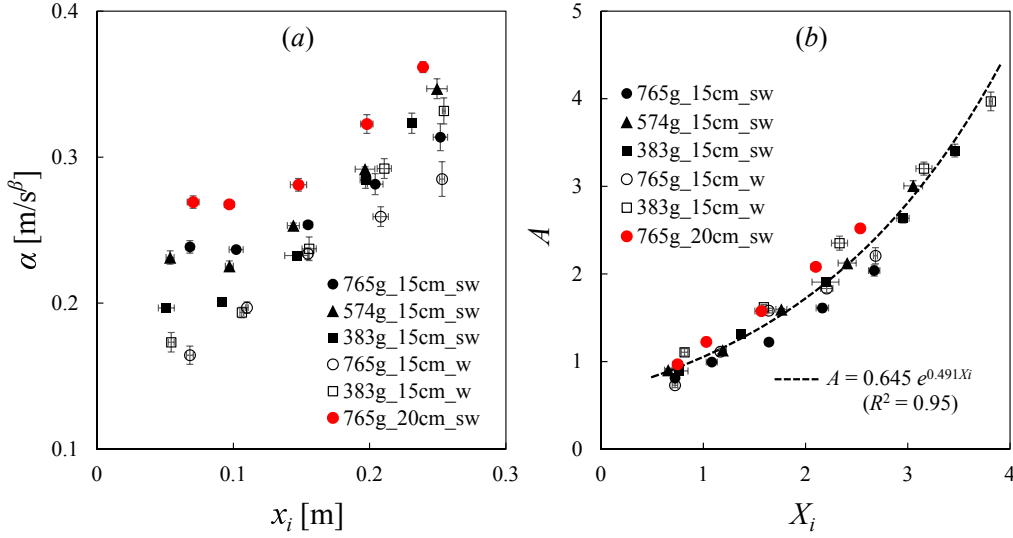 0.4
0.3
0.2
0.1
0
0.1
0.2
0.3
α [m/s^β]
x_i [m]
(a)
765g_15cm_sw
574g_15cm_sw
383g_15cm_sw
765g_15cm_w
383g_15cm_w
765g_20cm_sw
5
4
3
2
1
0
0
1
2
3
4
A
X_i
(b)
765g_15cm_sw
574g_15cm_sw
383g_15cm_sw
765g_15cm_w
383g_15cm_w
765g_20cm_sw
A = 0.645 e^0.491Xi
(R² = 0.95)